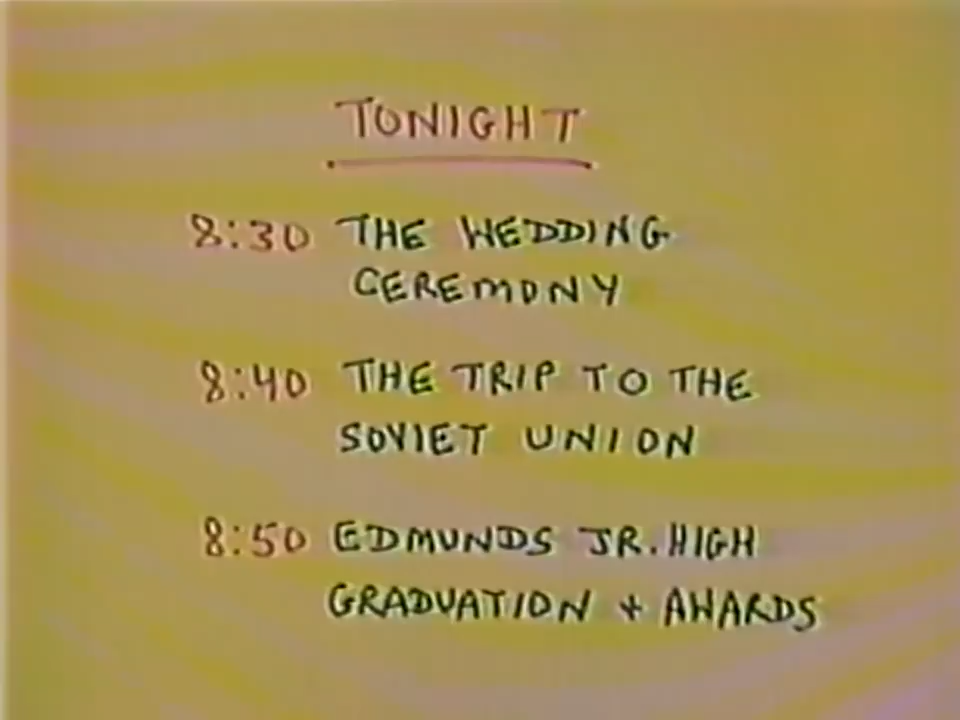 TONIGHT
8:30 THE WEDDING
CEREMONY
8:40 THE TRIP TO THE
SOVIET UNION
8:50 EDMUNDS JR. HIGH
GRADUATION + AWARDS